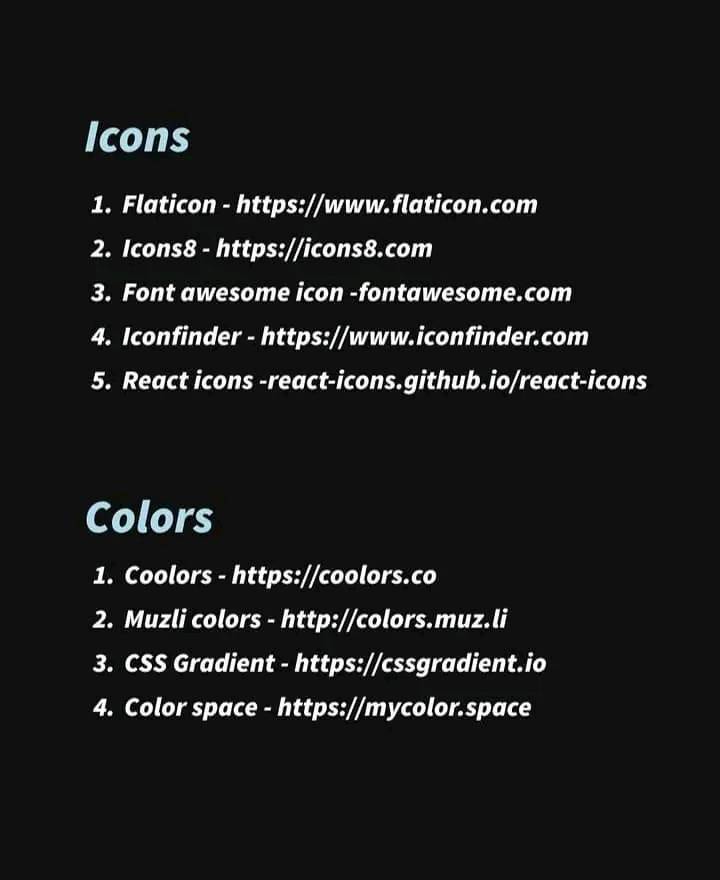 Icons
1. Flaticon - https://www.flaticon.com
2. Icons8 - https://icons8.com
3. Font awesome icon -fontawesome.com
4. Iconfinder - https://www.iconfinder.com
5. React icons -react-icons.github.io/react-icons
Colors
1. Coolors - https://coolors.co
2. Muzli colors - http://colors.muz.li
3. CSS Gradient - https://cssgradient.io
4. Color space - https://mycolor.space